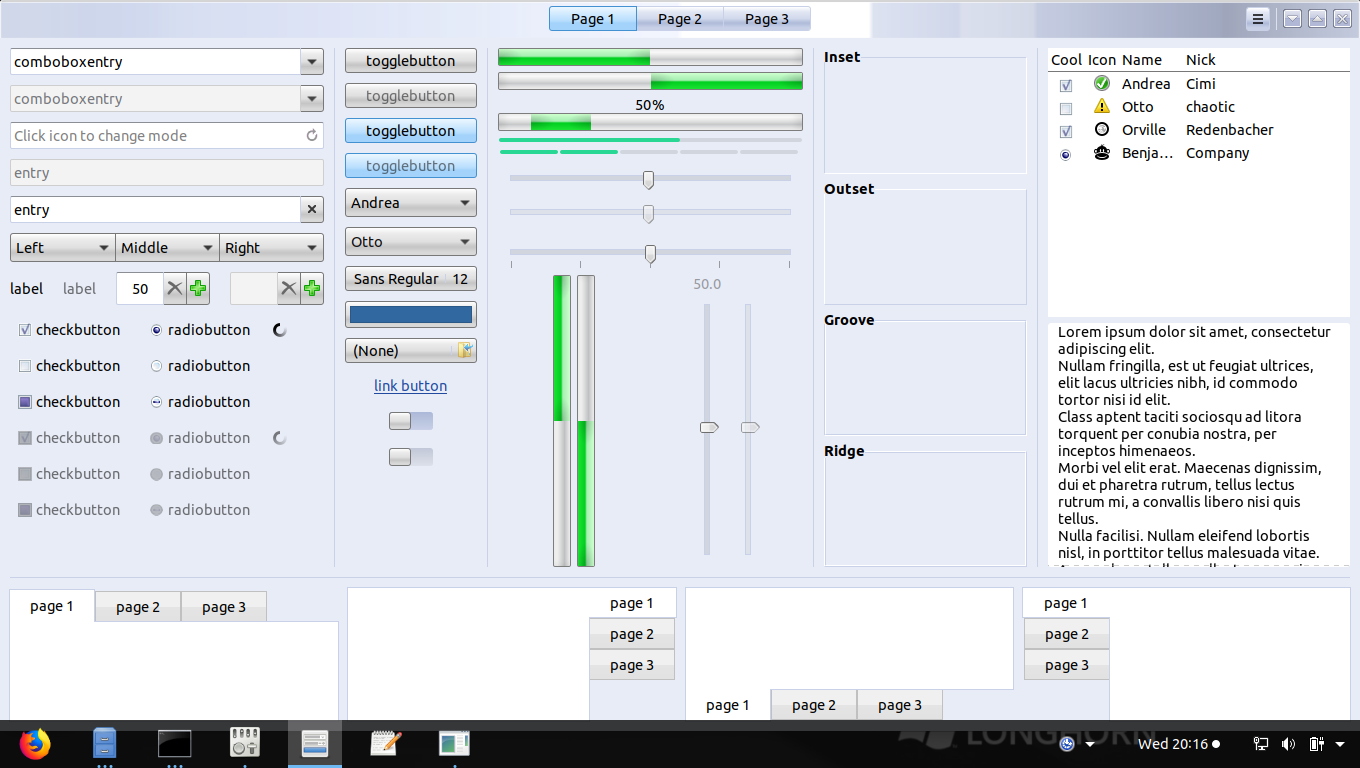 Page 1 Page 2 Page 3
comboboxentry
comboboxentry
Click icon to change mode
entry
entry
Left Middle Right
label label 50
checkbutton radiobutton
checkbutton radiobutton
checkbutton radiobutton
checkbutton radiobutton
checkbutton radiobutton
checkbutton radiobutton
togglebutton
togglebutton
togglebutton
togglebutton
Andrea
Otto
Sans Regular 12
(None)
link button
50%
50.0
Inset
Outset
Groove
Ridge
Cool Icon Name Nick
Andrea Cimi
Otto chaotic
Orville Redenbacher
Benja... Company
Lorem ipsum dolor sit amet, consectetur
adipiscing elit.
Nullam fringilla, est ut feugiat ultrices,
elit lacus ultricies nibh, id commodo
tortor nisi id elit.
Class aptent taciti sociosqu ad litora
torquent per conubia nostra, per
inceptos himenaeos.
Morbi vel elit erat. Maecenas dignissim,
dui et pharetra rutrum, tellus lectus
rutrum mi, a convallis libero nisi quis
tellus.
Nulla facilisi. Nullam eleifend lobortis
nisl, in porttitor tellus malesuada vitae.
page 1 page 2 page 3
page 1
page 2
page 3
page 1 page 2 page 3
page 1
page 2
page 3
LONGHORN
Wed 20:16